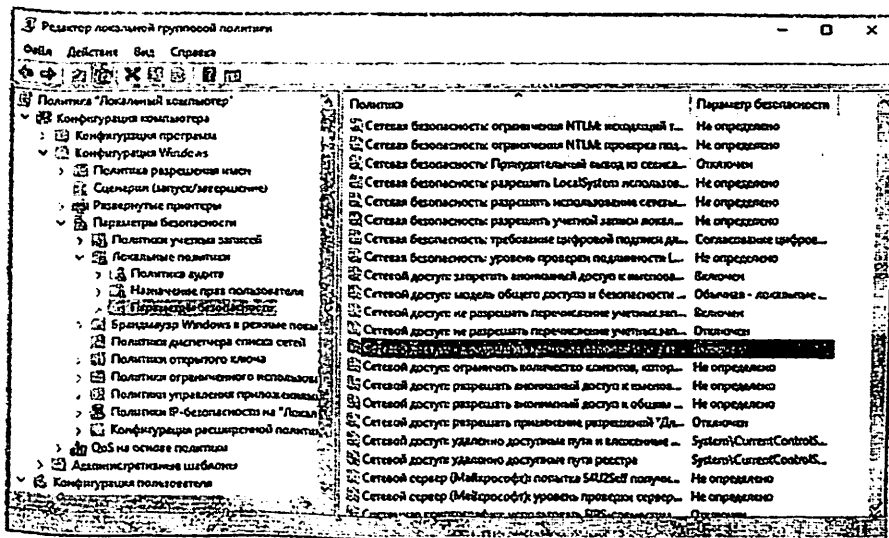 Редактор локальной групповой политики
Файл Действие Вид Справка
Политика "Локальный компьютер"
Конфигурация компьютера
Конфигурация программ
Конфигурация Windows
Политика разрешения имен
Сценарии (запуск/завершение)
Развернутые принтеры
Параметры безопасности
Политики учетных записей
Локальные политики
Политика аудита
Назначение прав пользователя
Параметры безопасности
Брандмауэр Windows в режиме повы
Политики диспетчера списка сетей
Политики открытого ключа
Политики ограниченного использова
Политики управления приложениями
Политики IP-безопасности на "Локал
Конфигурация расширенной политик
QoS на основе политики
Административные шаблоны
Конфигурация пользователя
Политика Параметр безопасности
Сетевая безопасность: ограничения NTLM: исходящий т... Не определено
Сетевая безопасность: ограничения NTLM: проверка под... Не определено
Сетевая безопасность: Принудительный вывод из сеанса... Отключен
Сетевая безопасность: разрешить LocalSystem использов... Не определено
Сетевая безопасность: разрешить использование сетевы... Не определено
Сетевая безопасность: разрешить учетной записи локал... Не определено
Сетевая безопасность: требование цифровой подписи дл... Согласование цифров...
Сетевая безопасность: уровень проверки подлинности L... Не определено
Сетевой доступ: запретить анонимный доступ к именова... Включен
Сетевой доступ: модель общего доступа и безопасности ... Обычная - локальные ...
Сетевой доступ: не разрешать перечисление учетных зап... Включен
Сетевой доступ: не разрешать перечисление учетных зап... Отключен
Сетевой доступ: ограничить количество клиентов, котор... Не определено
Сетевой доступ: разрешать анонимный доступ к именов... Не определено
Сетевой доступ: разрешать анонимный доступ к общим ... Не определено
Сетевой доступ: разрешать применение разрешений "Дл... Отключен
Сетевой доступ: удаленно доступные пути и вложенные ... System\CurrentControlS...
Сетевой доступ: удаленно доступные пути реестра System\CurrentControlS...
Сетевой сервер (Майкрософт): попытка S4U2Self получи... Не определено
Сетевой сервер (Майкрософт): уровень проверки сервер... Не определено